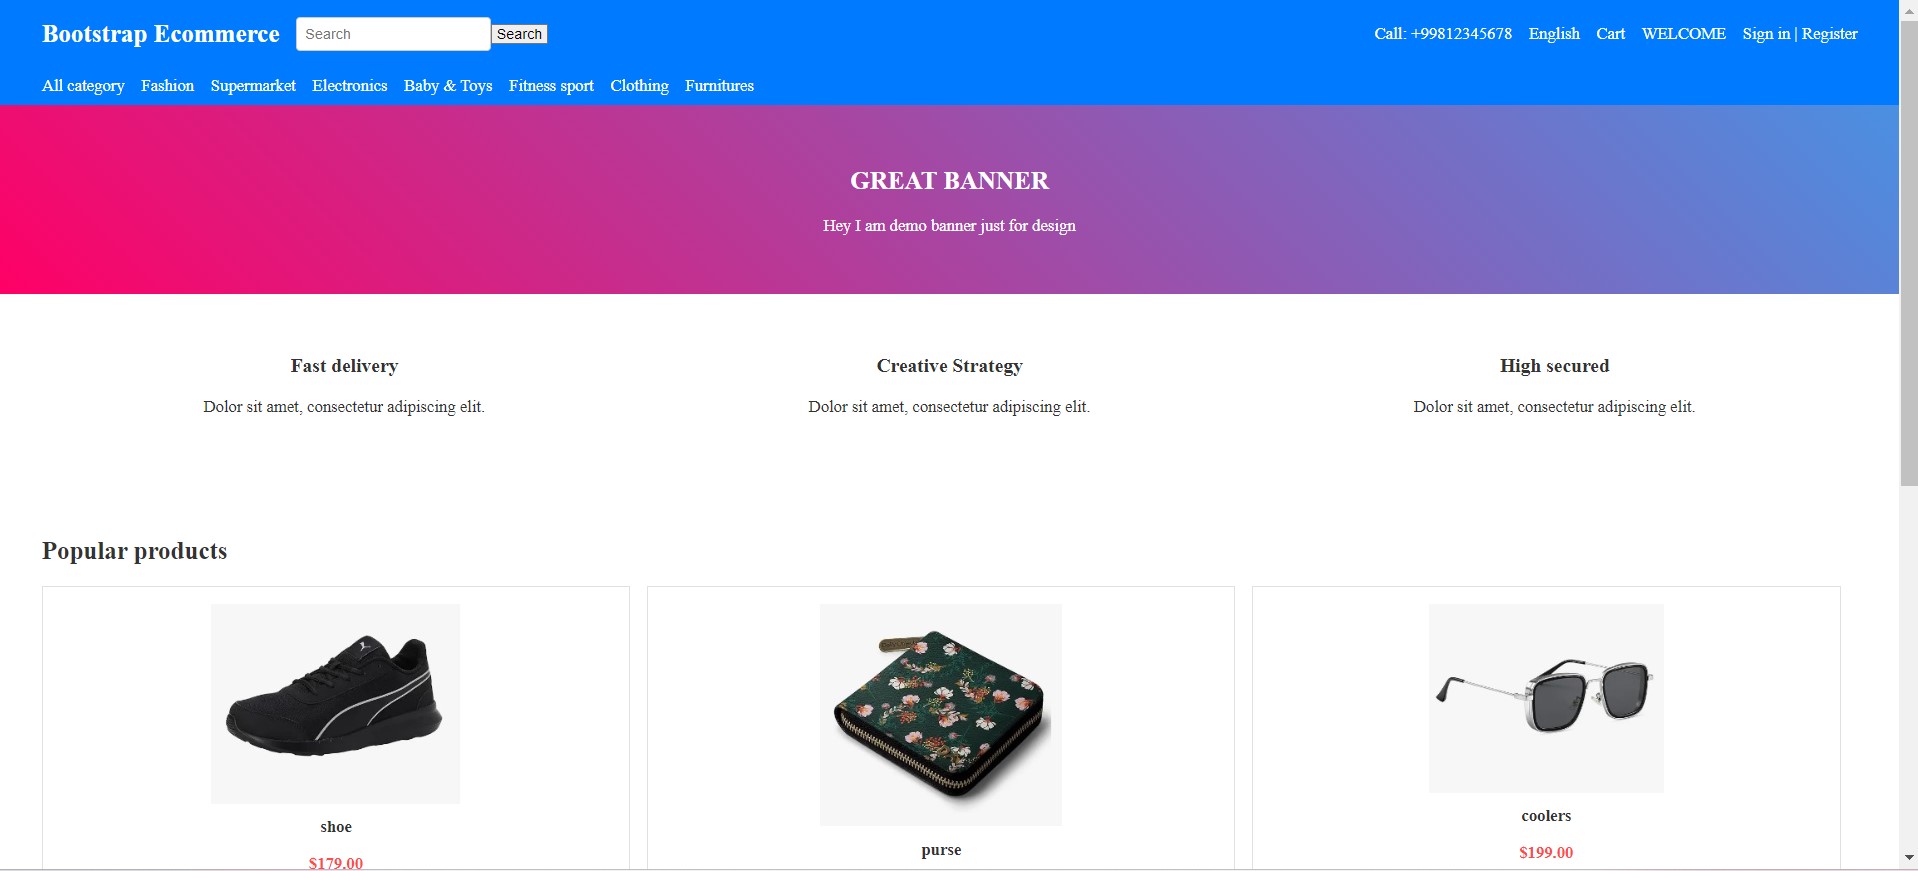 Bootstrap Ecommerce Search Search Call: +99812345678 English Cart WELCOME Sign in | Register
All category Fashion Supermarket Electronics Baby & Toys Fitness sport Clothing Furnitures
GREAT BANNER
Hey I am demo banner just for design
Fast delivery Creative Strategy High secured
Dolor sit amet, consectetur adipiscing elit. Dolor sit amet, consectetur adipiscing elit. Dolor sit amet, consectetur adipiscing elit.
Popular products
shoe
$179.00
purse
coolers
$199.00